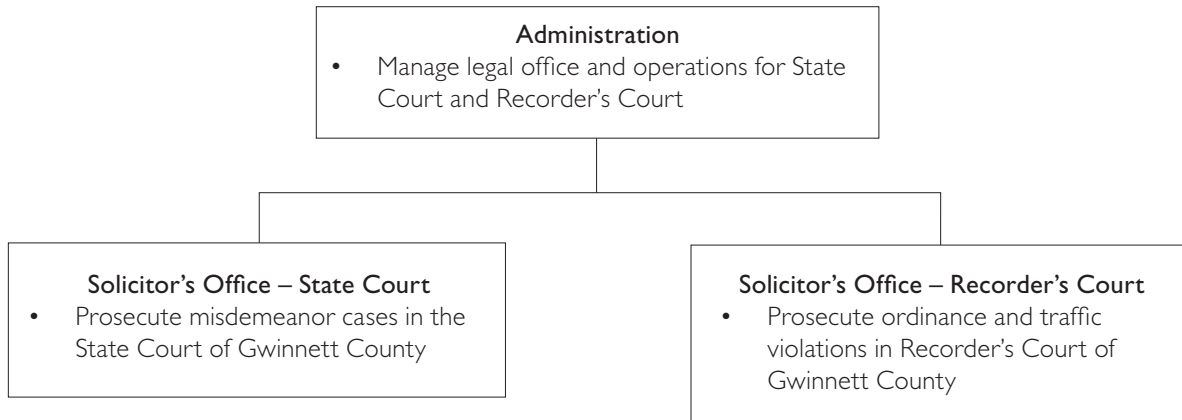 Administration
• Manage legal office and operations for State
Court and Recorder’s Court
Solicitor’s Office – State Court
• Prosecute misdemeanor cases in the
State Court of Gwinnett County
Solicitor’s Office – Recorder’s Court
• Prosecute ordinance and traffic
violations in Recorder’s Court of
Gwinnett County